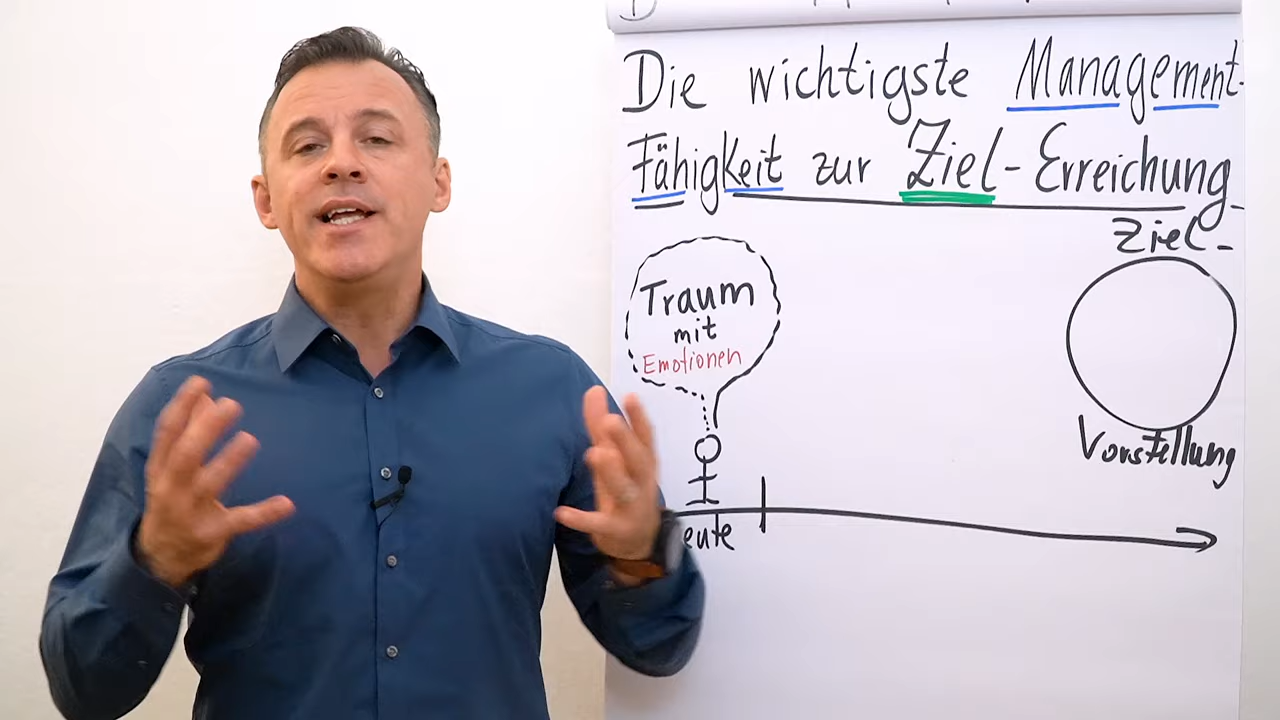 Die wichtigste Management-
Fähigkeit zur Ziel-Erreichung
Ziel-
Traum
mit
Emotionen
Vorstellung
eute